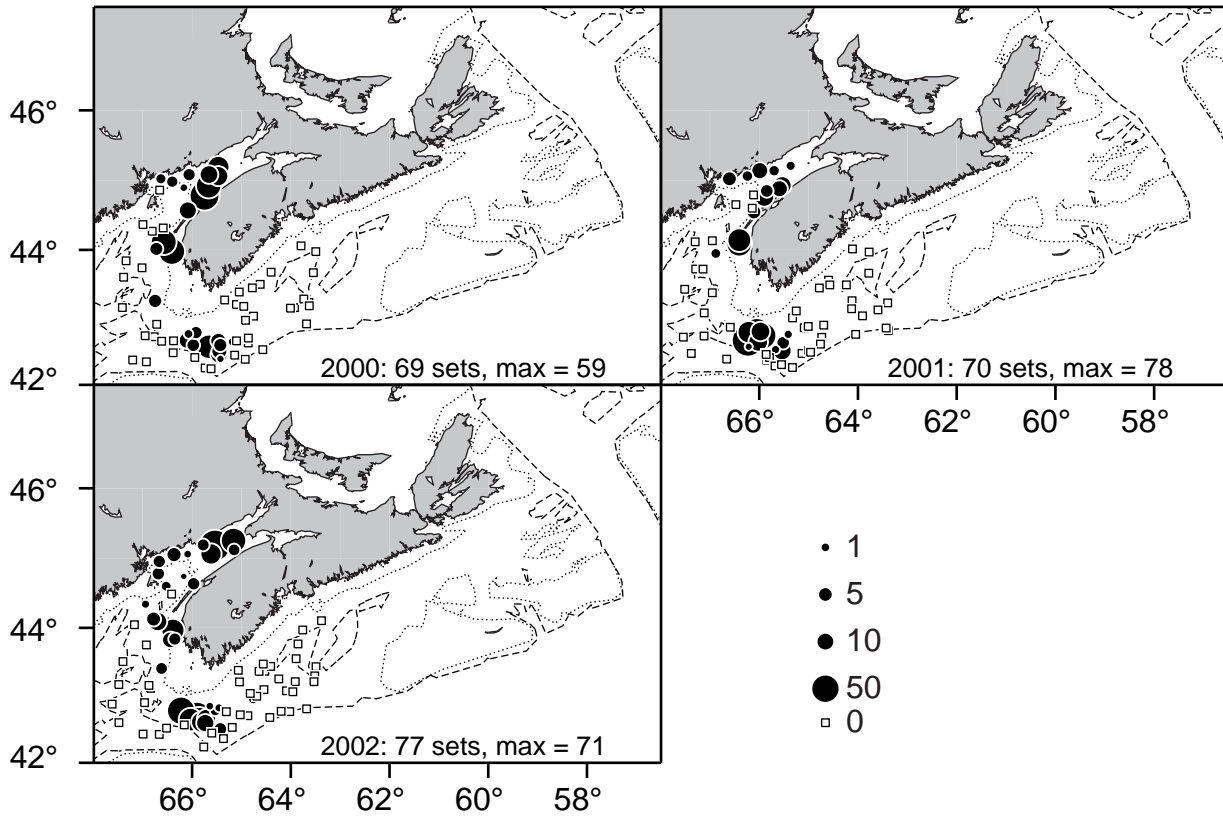 46°
44°
42°
2000: 69 sets, max = 59
2001: 70 sets, max = 78
66° 64° 62° 60° 58°
46°
44°
42°
2002: 77 sets, max = 71
66° 64° 62° 60° 58°
1
5
10
50
0